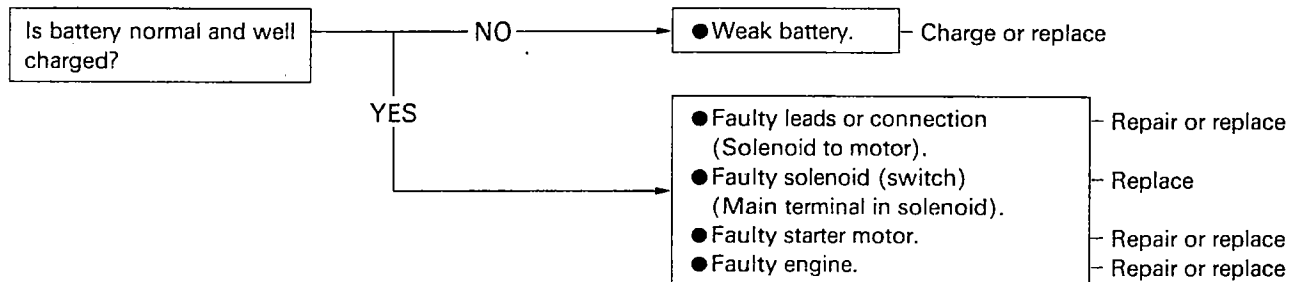 Is battery normal and well
charged?
NO
● Weak battery.
Charge or replace
YES
● Faulty leads or connection
(Solenoid to motor).
Repair or replace
● Faulty solenoid (switch)
(Main terminal in solenoid).
Replace
● Faulty starter motor.
Repair or replace
● Faulty engine.
Repair or replace